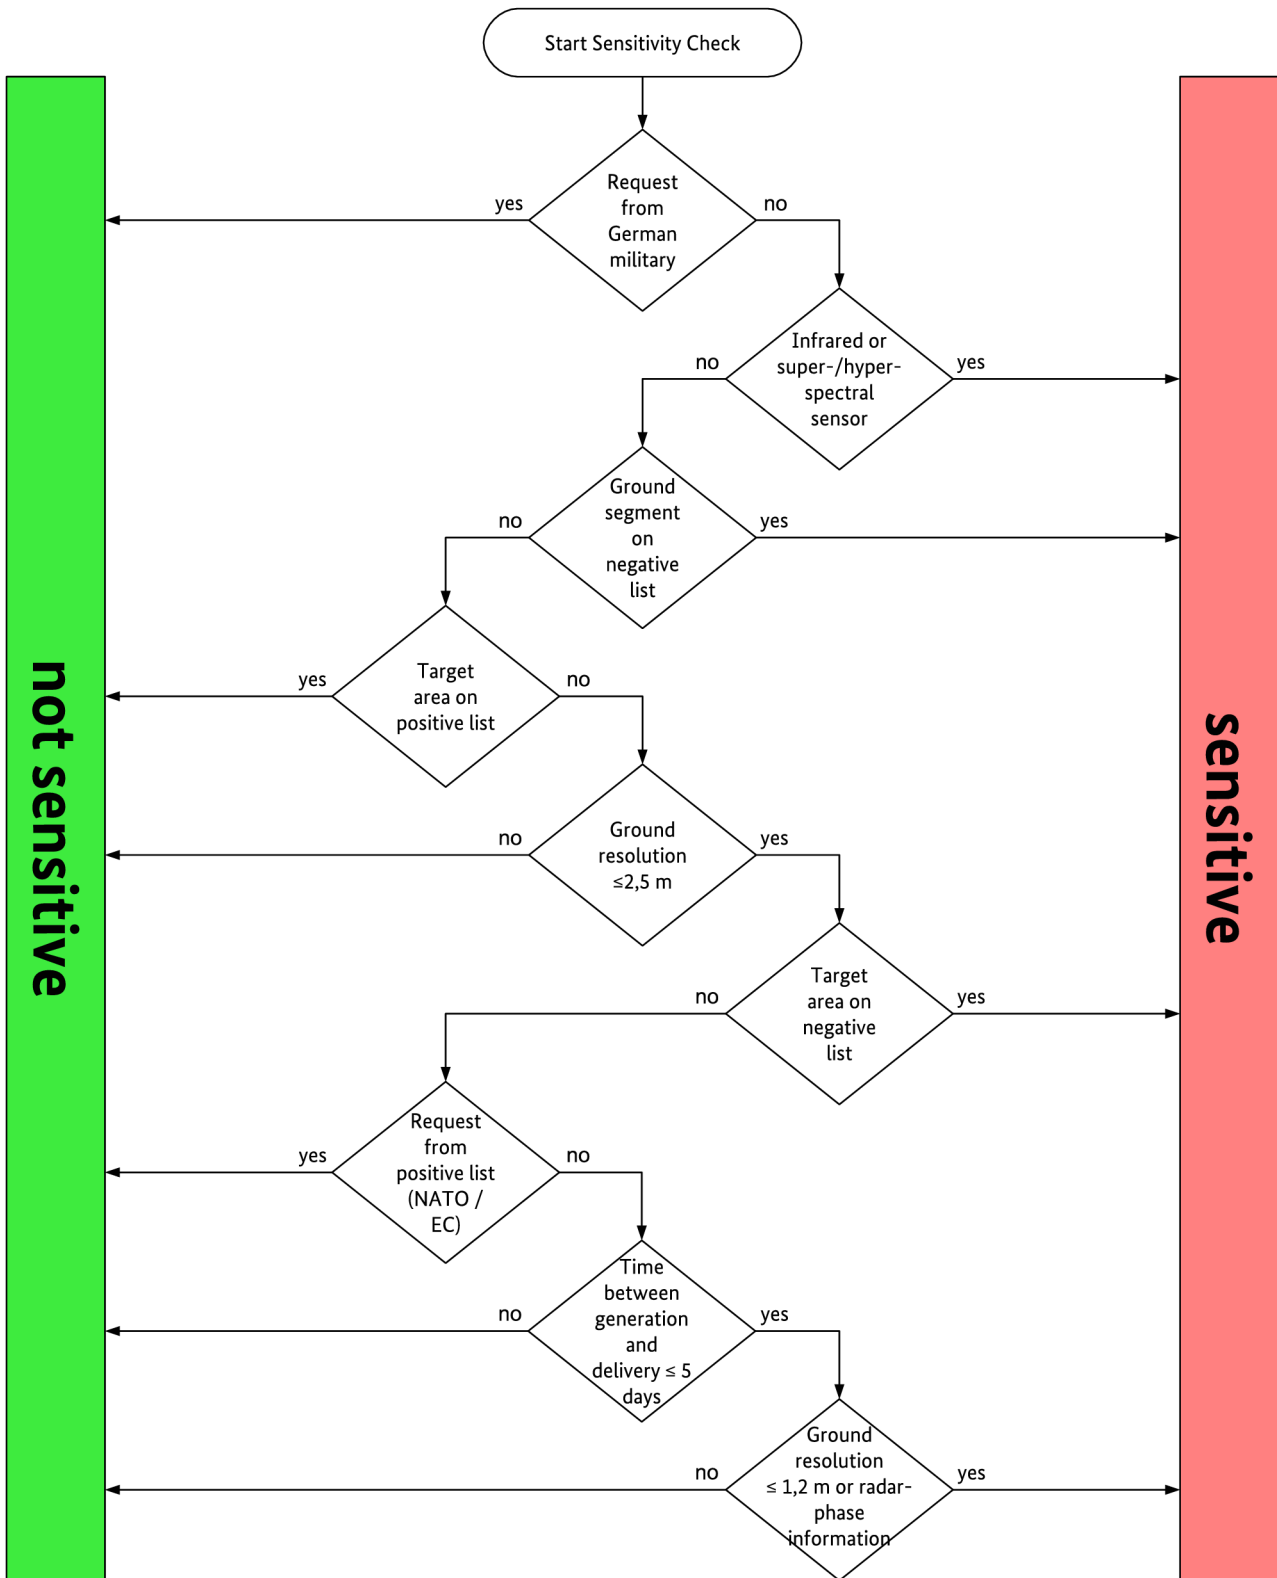 Start Sensitivity Check
Request
from
German
military
yes
no
Infrared or
super-/hyper-
spectral
sensor
no
yes
Ground
segment
on
negative
list
no
yes
Target
area on
positive list
yes
no
Ground
resolution
≤2,5 m
no
yes
Target
area on
negative
list
no
yes
Request
from
positive list
(NATO /
EC)
yes
no
Time
between
generation
and
delivery ≤ 5
days
no
yes
Ground
resolution
≤ 1,2 m or radar-
phase
information
no
yes
not sensitive
sensitive